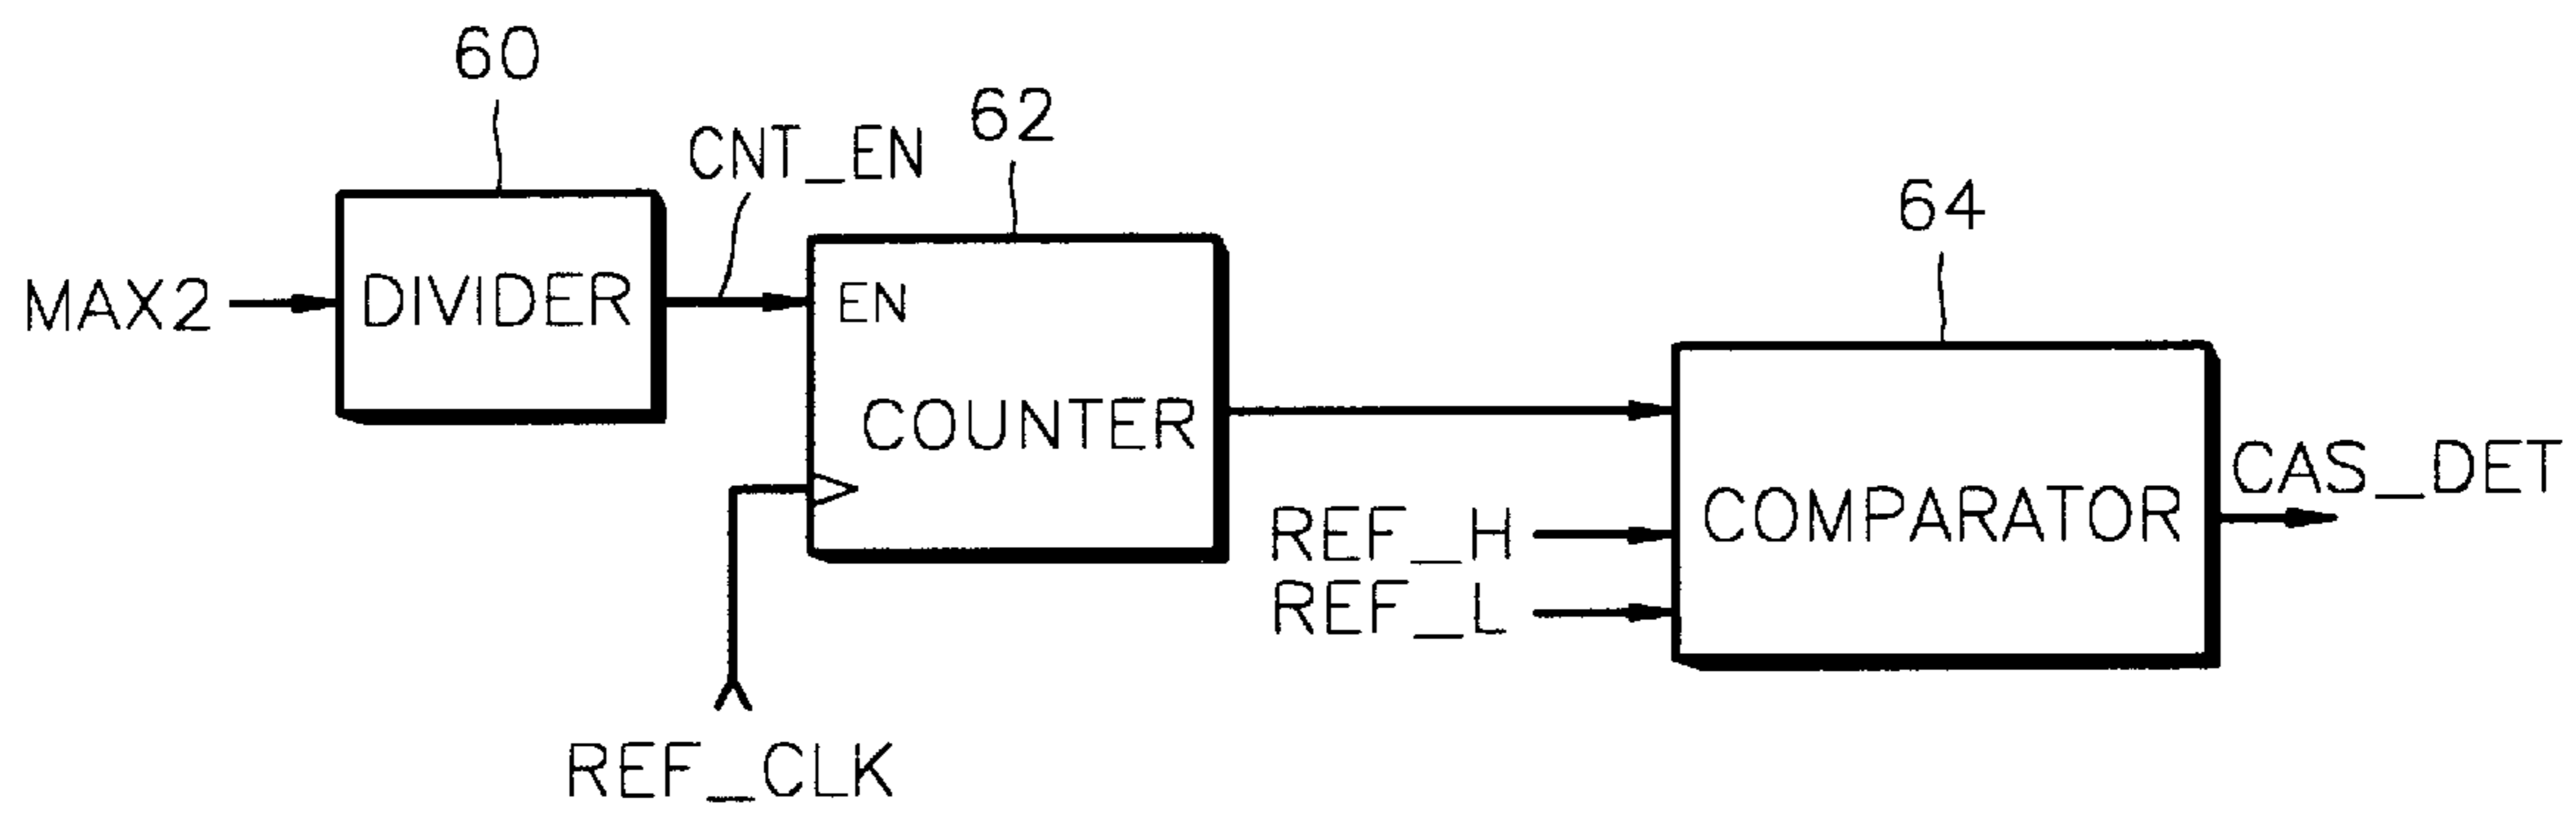 60
CNT_EN
62
64
MAX2
DIVIDER
EN
COUNTER
COMPARATOR
CAS_DET
REF_H
REF_L
REF_CLK